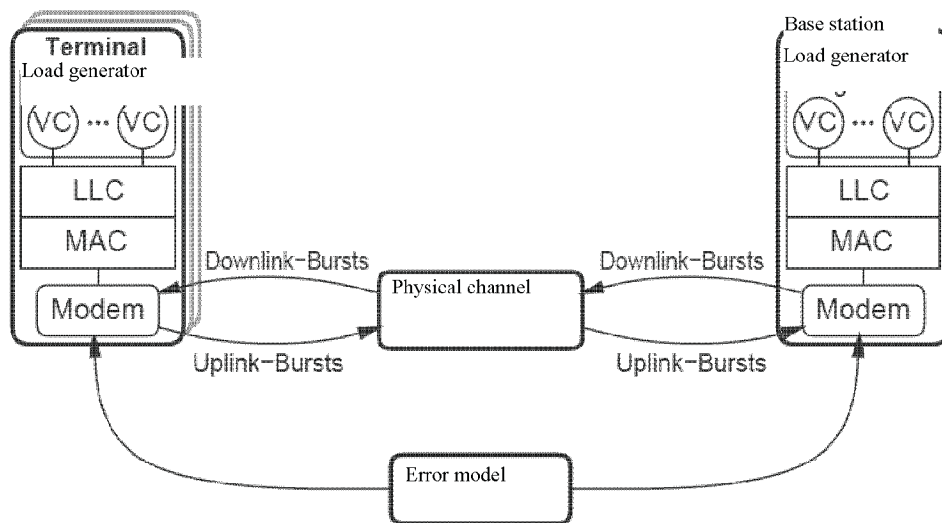 Terminal
Load generator
VC ... VC
LLC
MAC
Modem
Downlink-Bursts
Uplink-Bursts
Physical channel
Downlink-Bursts
Uplink-Bursts
Base station
Load generator
VC ... VC
LLC
MAC
Modem
Error model